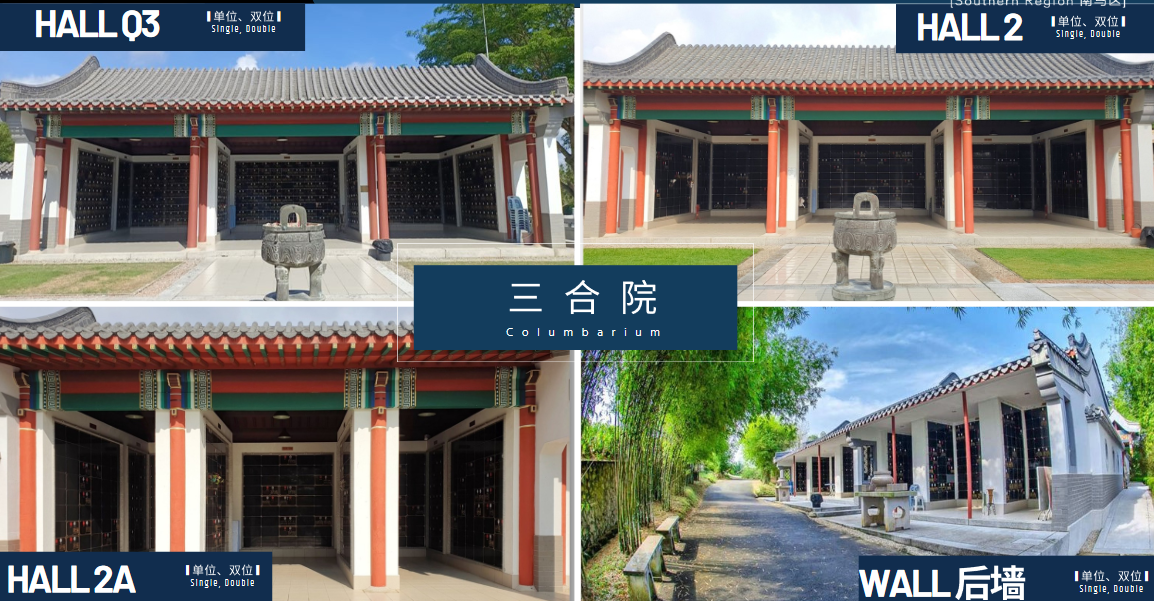 [Southern Region 南马区]
HALL Q3
单位、双位
Single, Double
HALL 2
单位、双位
Single, Double
三合院
Columbarium
HALL 2A
单位、双位
Single, Double
WALL 后墙
单位、双位
Single, Double